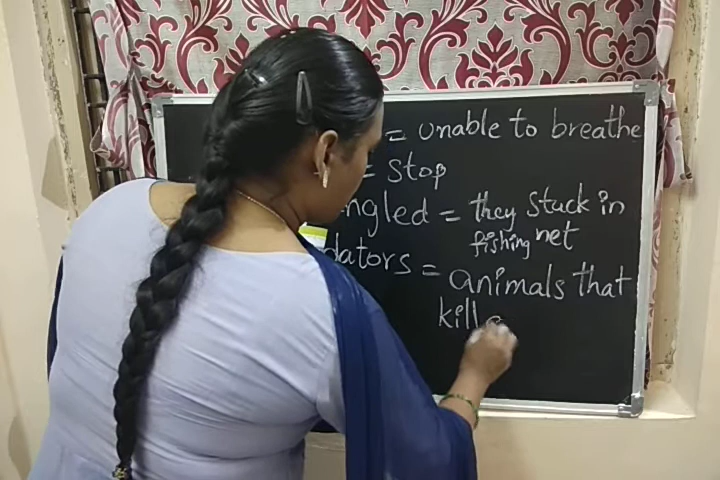 = Unable to breathe
= Stop
ngled = they Stuck in
fishing net
dators = animals that
kill